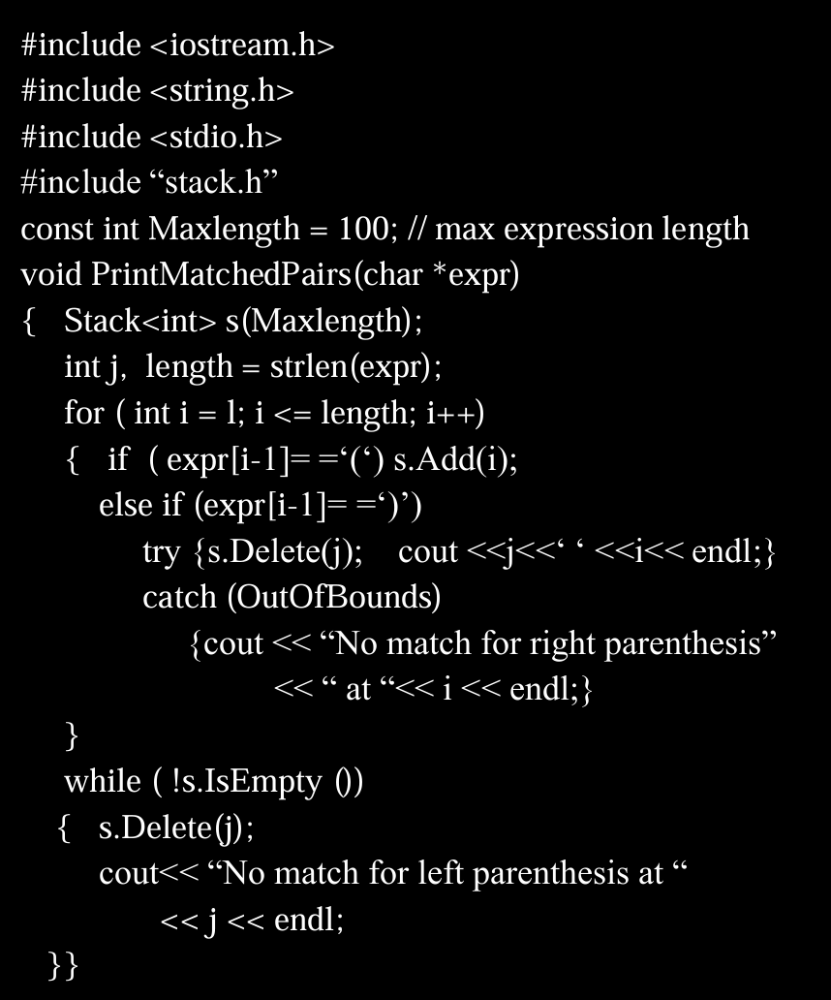 #include <iostream.h>
#include <string.h>
#include <stdio.h>
#include “stack.h”
const int Maxlength = 100; // max expression length
void PrintMatchedPairs(char *expr)
{ Stack<int> s(Maxlength);
int j, length = strlen(expr);
for ( int i = l; i <= length; i++)
{ if ( expr[i-1]= =‘(‘) s.Add(i);
else if (expr[i-1]= =‘)’)
try {s.Delete(j); cout <<j<<‘ ‘ <<i<< endl;}
catch (OutOfBounds)
{cout << “No match for right parenthesis”
<< “ at “<< i << endl;}
}
while ( !s.IsEmpty ())
{ s.Delete(j);
cout<< “No match for left parenthesis at “
<< j << endl;
}}